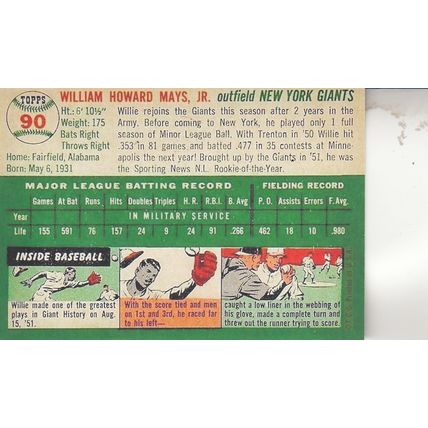 TOPPS
90
WILLIAM HOWARD MAYS, JR. outfield NEW YORK GIANTS
Ht.: 6' 10½"
Weight: 175
Bats Right
Throws Right
Home: Fairfield, Alabama
Born: May 6, 1931
Willie rejoins the Giants this season after 2 years in the
Army. Before coming to New York, he played only 1 full
season of Minor League Ball. With Trenton in '50 Willie hit
.353 in 81 games and batted .477 in 35 contests at Minne-
apolis the next year! Brought up by the Giants in '51, he
was the Sporting News N.L. Rookie-of-the-Year.
MAJOR LEAGUE BATTING RECORD FIELDING RECORD
Games At Bat Runs Hits Doubles Triples H.R. R.B.I. B. Avg P.O. Assists Errors F. Avg.
Year IN MILITARY SERVICE
Life 155 591 76 157 24 9 24 91 .266 462 18 10 .980
INSIDE BASEBALL
Willie made one of the greatest
plays in Giant History on Aug.
15, '51.
With the score tied and men
on 1st and 3rd, he raced far
to his left—
caught a low liner in the webbing of his
glove, made a complete turn and
threw out the runner trying to score.